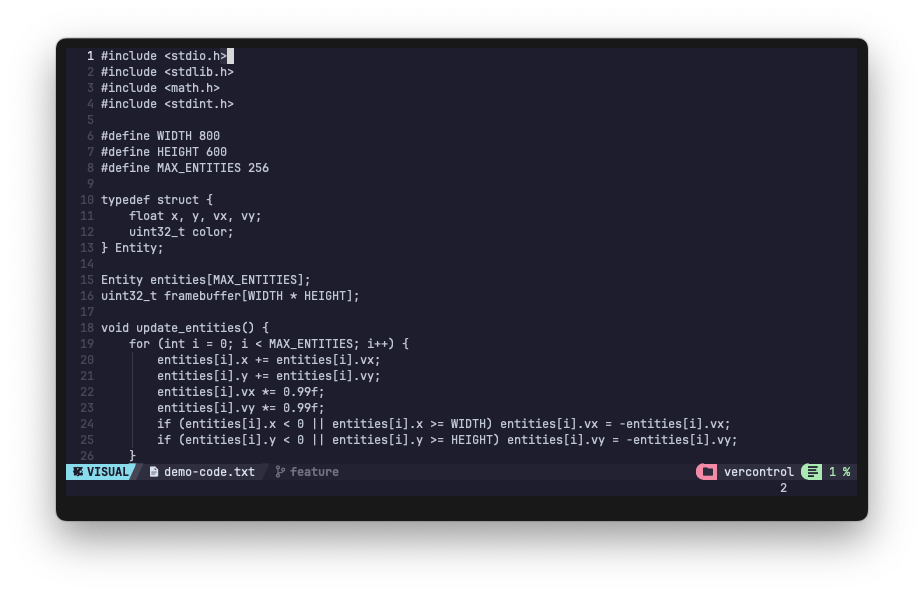 1 #include <stdio.h>
2 #include <stdlib.h>
3 #include <math.h>
4 #include <stdint.h>
5
6 #define WIDTH 800
7 #define HEIGHT 600
8 #define MAX_ENTITIES 256
9
10 typedef struct {
11     float x, y, vx, vy;
12     uint32_t color;
13 } Entity;
14
15 Entity entities[MAX_ENTITIES];
16 uint32_t framebuffer[WIDTH * HEIGHT];
17
18 void update_entities() {
19     for (int i = 0; i < MAX_ENTITIES; i++) {
20         entities[i].x += entities[i].vx;
21         entities[i].y += entities[i].vy;
22         entities[i].vx *= 0.99f;
23         entities[i].vy *= 0.99f;
24         if (entities[i].x < 0 || entities[i].x >= WIDTH) entities[i].vx = -entities[i].vx;
25         if (entities[i].y < 0 || entities[i].y >= HEIGHT) entities[i].vy = -entities[i].vy;
26     }
VISUAL demo-code.txt feature vercontrol 1 %
2